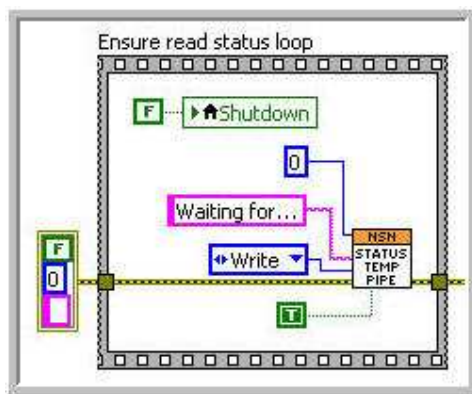 Ensure read status loop
F
Shutdown
0
Waiting for...
NSN
STATUS
TEMP
PIPE
Write
F
0
T